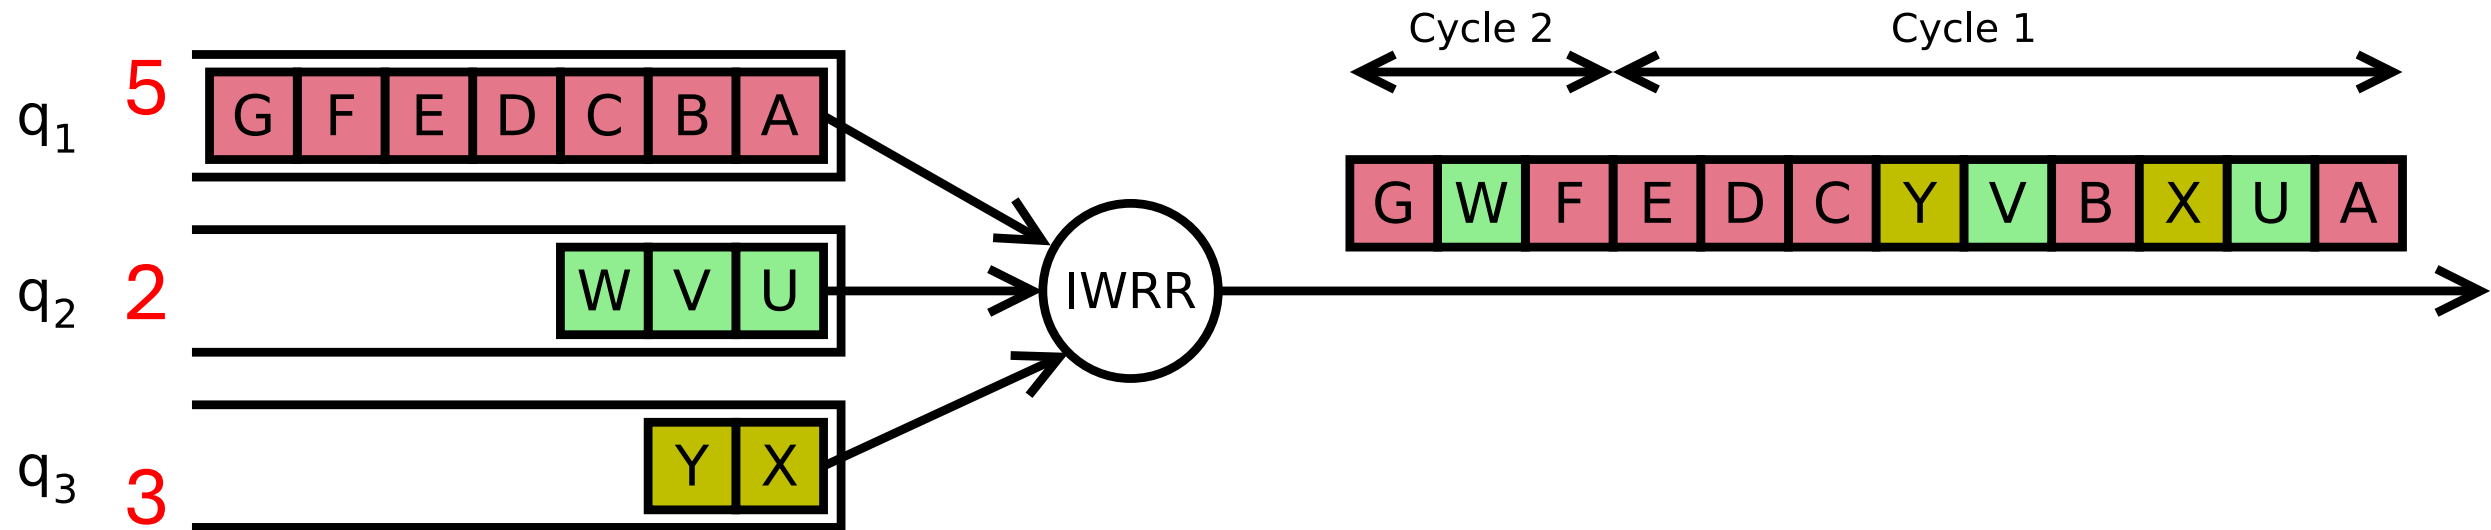 Cycle 2 Cycle 1
5
q1 G F E D C B A
G W F E D C Y V B X U A
q2 2 W V U IWRR
q3 3 Y X